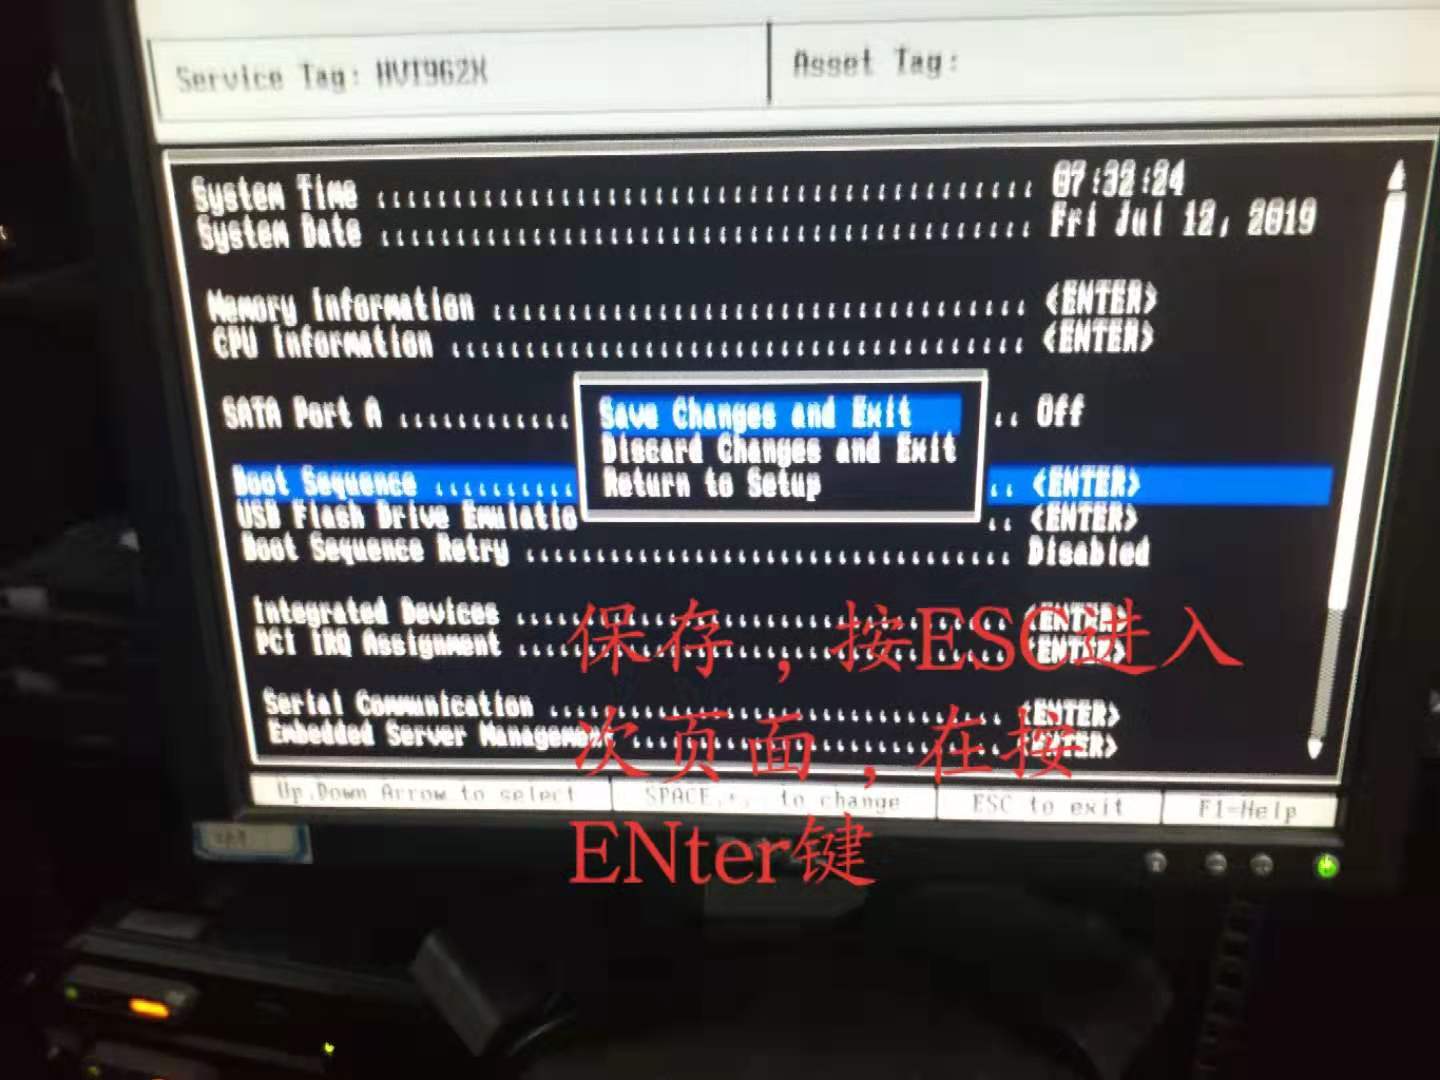 Service Tag: HVT962X
Asset Tag:
System Time ........................................ 07:32:24
System Date ........................................ Fri Jul 12, 2019
Memory Information ................................. <ENTER>
CPU Information .................................... <ENTER>
SATA Port A ........... .. Off
Save Changes and Exit
Discard Changes and Exit
Return to Setup
Boot Sequence .......... .. <ENTER>
USB Flash Drive Emulatio .. <ENTER>
Boot Sequence Retry ................................ Disabled
Integrated Devices ................................. <ENTER>
PCI IRQ Assignment ................................. <ENTER>
Serial Communication ............................... <ENTER>
Embedded Server Management ......................... <ENTER>
保存，按ESC进入
次页面，在按
ENter键
Up,Down Arrow to select
SPACE,+,- to change
ESC to exit
F1=Help